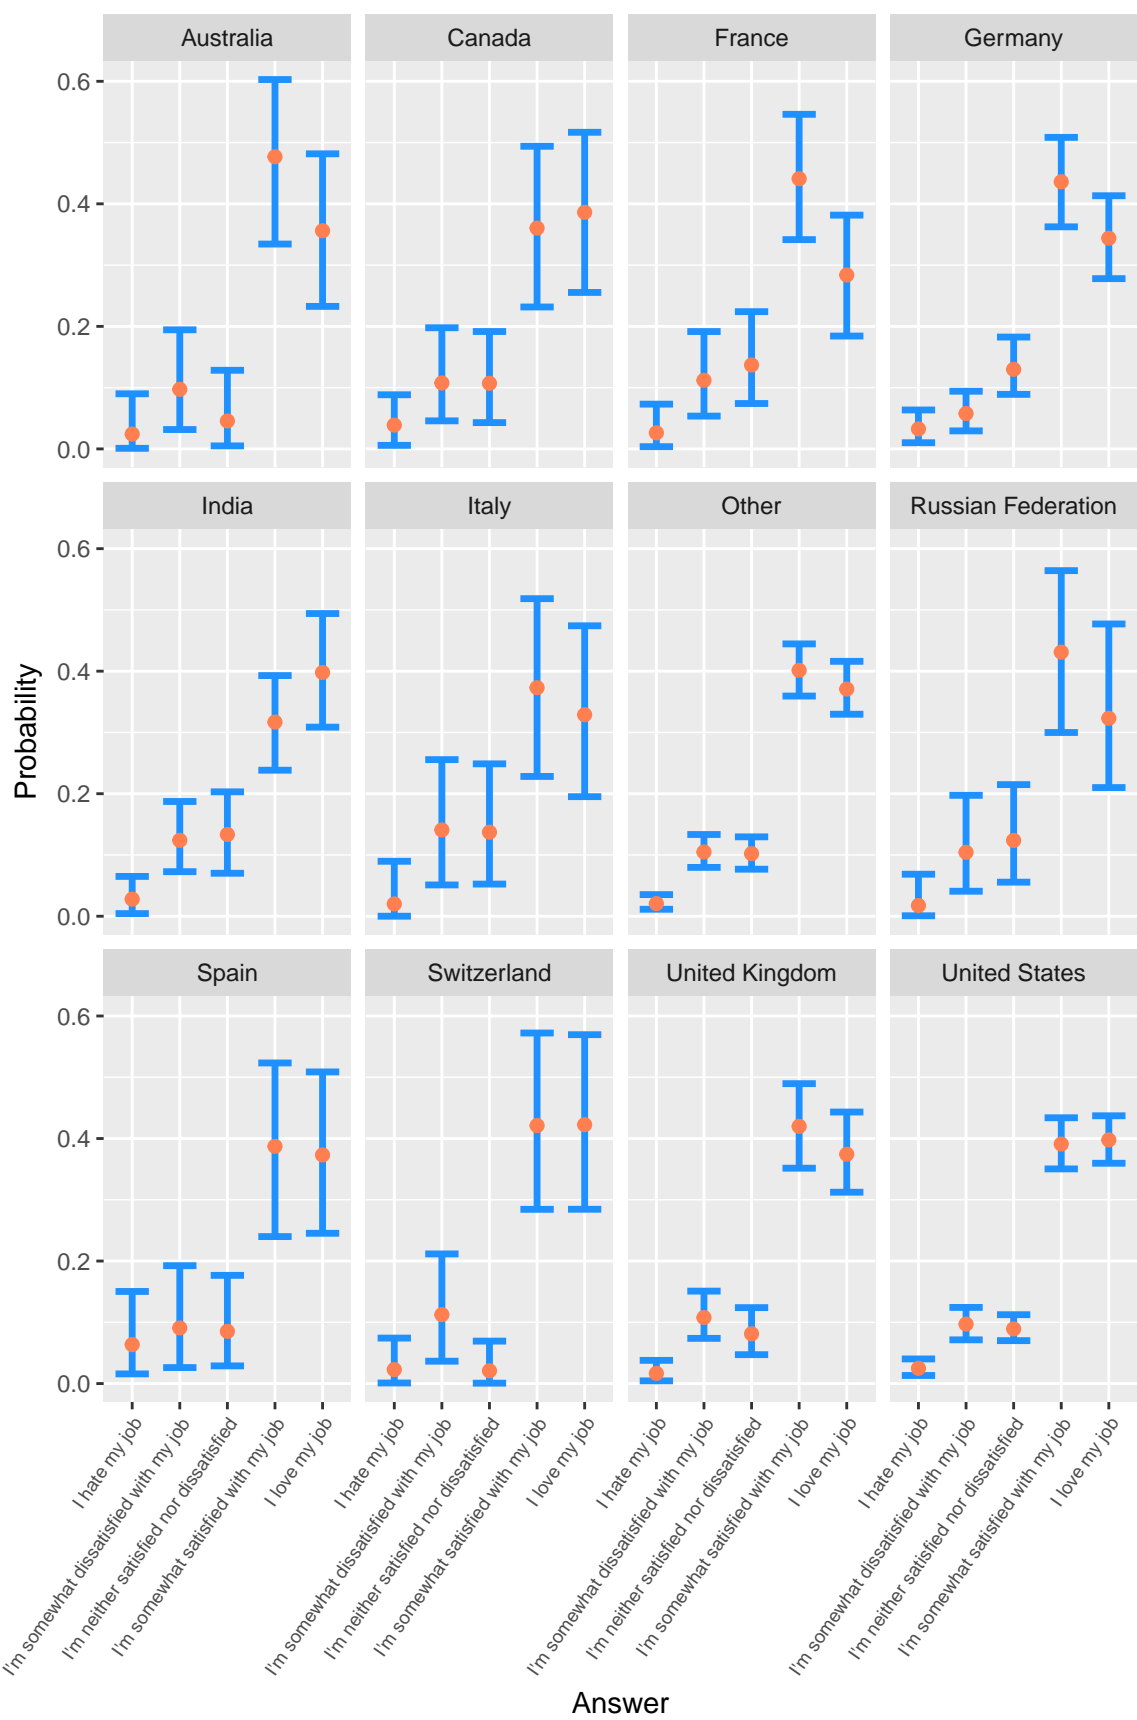 Australia
Canada
France
Germany
0.6
0.4
0.2
0.0
India
Italy
Other
Russian Federation
0.6
0.4
0.2
0.0
Probability
Spain
Switzerland
United Kingdom
United States
0.6
0.4
0.2
0.0
I hate my job
I'm somewhat dissatisfied with my job
I'm neither satisfied nor dissatisfied
I'm somewhat satisfied with my job
I love my job
I hate my job
I'm somewhat dissatisfied with my job
I'm neither satisfied nor dissatisfied
I'm somewhat satisfied with my job
I love my job
I hate my job
I'm somewhat dissatisfied with my job
I'm neither satisfied nor dissatisfied
I'm somewhat satisfied with my job
I love my job
I hate my job
I'm somewhat dissatisfied with my job
I'm neither satisfied nor dissatisfied
I'm somewhat satisfied with my job
I love my job
Answer